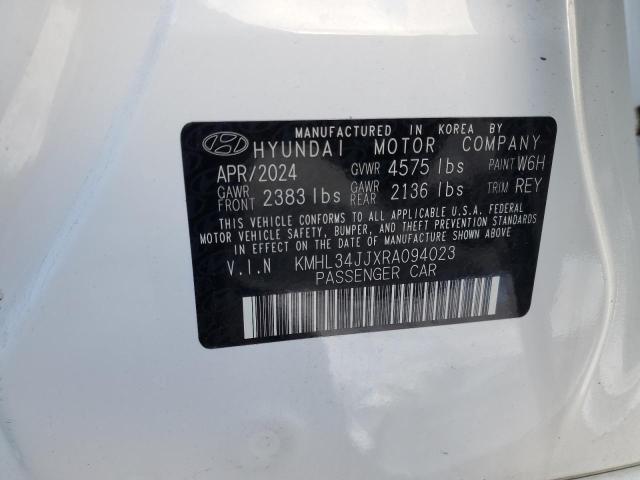 MANUFACTURED IN KOREA BY
HYUNDAI MOTOR COMPANY
APR/2024 GVWR 4575 lbs PAINT W6H
GAWR FRONT 2383 lbs GAWR REAR 2136 lbs TRIM REY
THIS VEHICLE CONFORMS TO ALL APPLICABLE U.S.A. FEDERAL
MOTOR VEHICLE SAFETY, BUMPER, AND THEFT PREVENTION STANDARDS
IN EFFECT ON THE DATE OF MANUFACTURE SHOWN ABOVE
V.I.N KMHL34JJXRA094023
PASSENGER CAR